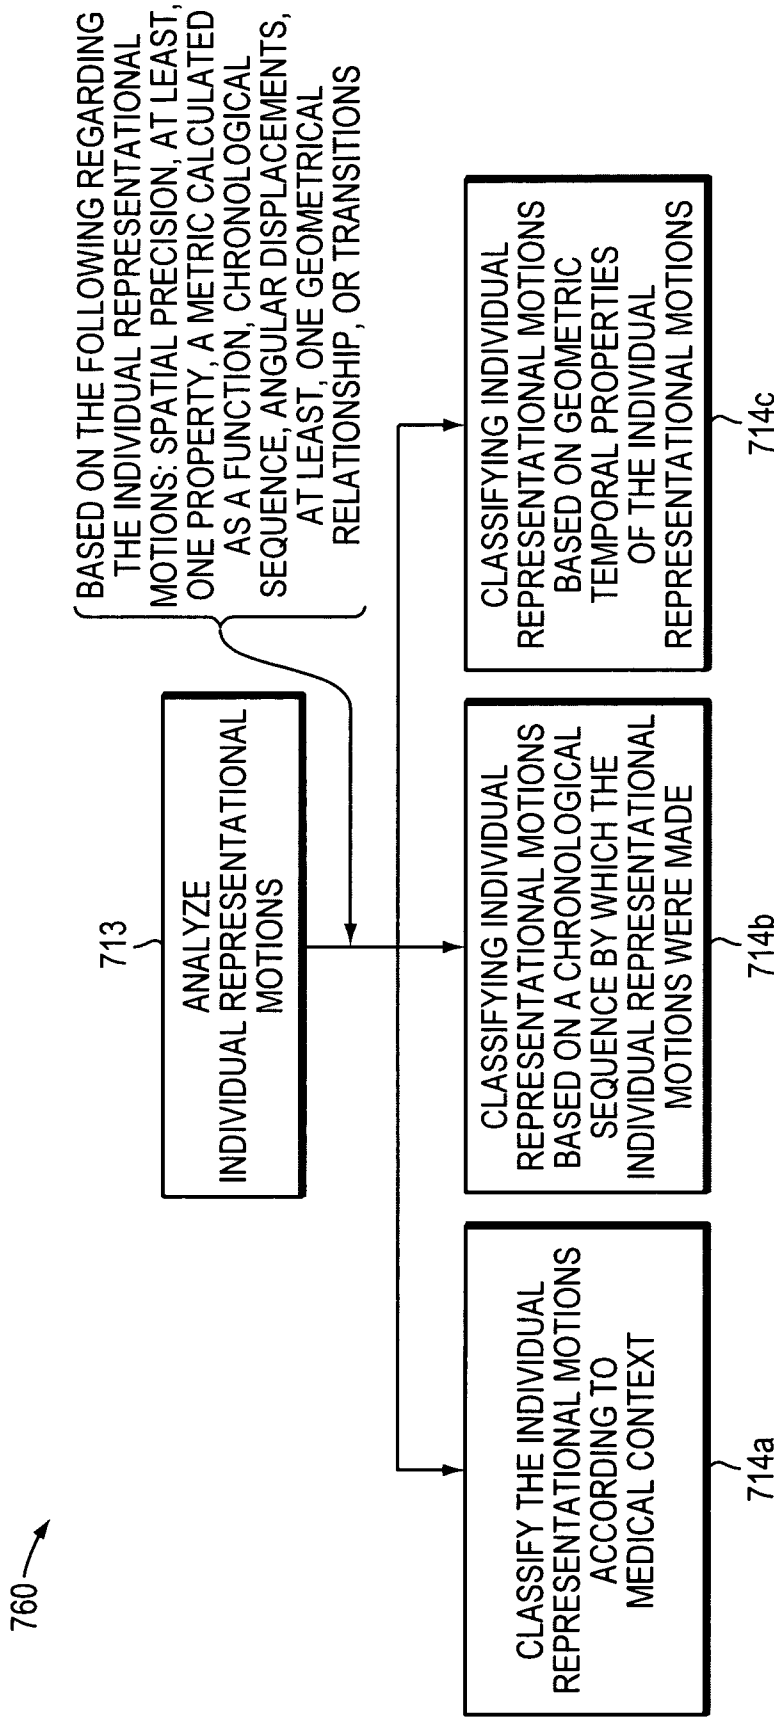 760
713
ANALYZE
INDIVIDUAL REPRESENTATIONAL
MOTIONS
BASED ON THE FOLLOWING REGARDING
THE INDIVIDUAL REPRESENTATIONAL
MOTIONS: SPATIAL PRECISION, AT LEAST,
ONE PROPERTY, A METRIC CALCULATED
AS A FUNCTION, CHRONOLOGICAL
SEQUENCE, ANGULAR DISPLACEMENTS,
AT LEAST, ONE GEOMETRICAL
RELATIONSHIP, OR TRANSITIONS
CLASSIFY THE INDIVIDUAL
REPRESENTATIONAL MOTIONS
ACCORDING TO
MEDICAL CONTEXT
714a
CLASSIFYING INDIVIDUAL
REPRESENTATIONAL MOTIONS
BASED ON A CHRONOLOGICAL
SEQUENCE BY WHICH THE
INDIVIDUAL REPRESENTATIONAL
MOTIONS WERE MADE
714b
CLASSIFYING INDIVIDUAL
REPRESENTATIONAL MOTIONS
BASED ON GEOMETRIC
TEMPORAL PROPERTIES
OF THE INDIVIDUAL
REPRESENTATIONAL MOTIONS
714c